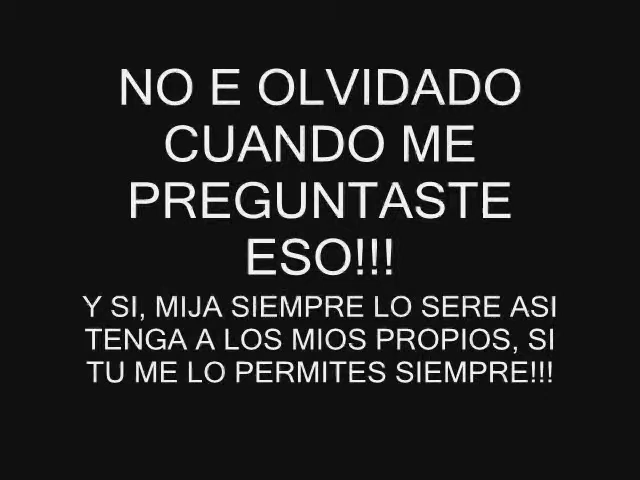 NO E OLVIDADO
CUANDO ME
PREGUNTASTE
ESO!!!
Y SI, MIJA SIEMPRE LO SERE ASI
TENGA A LOS MIOS PROPIOS, SI
TU ME LO PERMITES SIEMPRE!!!